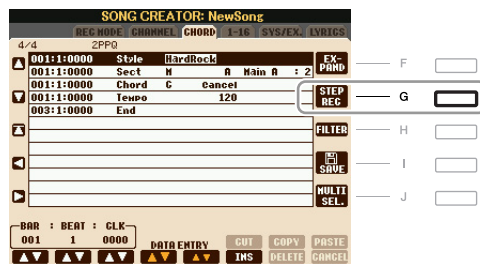 SONG CREATOR: NewSong
REC MODE CHANNEL CHORD 1-16 SYS/EX. LYRICS
4/4 2PPQ
001:1:0000 Style HardRock
001:1:0000 Sect M A Main A : 2
001:1:0000 Chord C cancel
001:1:0000 Tempo 120
003:1:0000 End
EX-PAND
STEP REC
FILTER
SAVE
MULTI SEL.
F
G
H
I
J
BAR : BEAT : CLK
001 1 0000
DATA ENTRY
CUT COPY PASTE
INS DELETE CANCEL